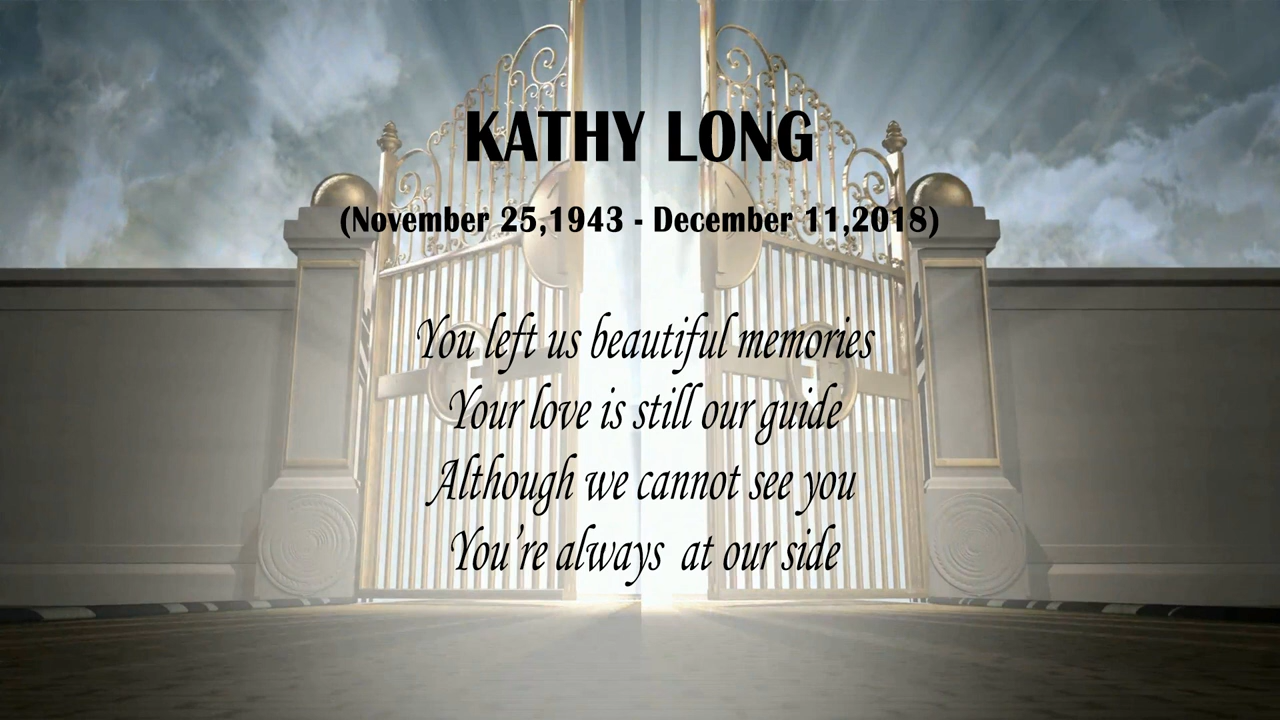 KATHY LONG
(November 25,1943 - December 11,2018)
You left us beautiful memories
Your love is still our guide
Although we cannot see you
You're always  at our side